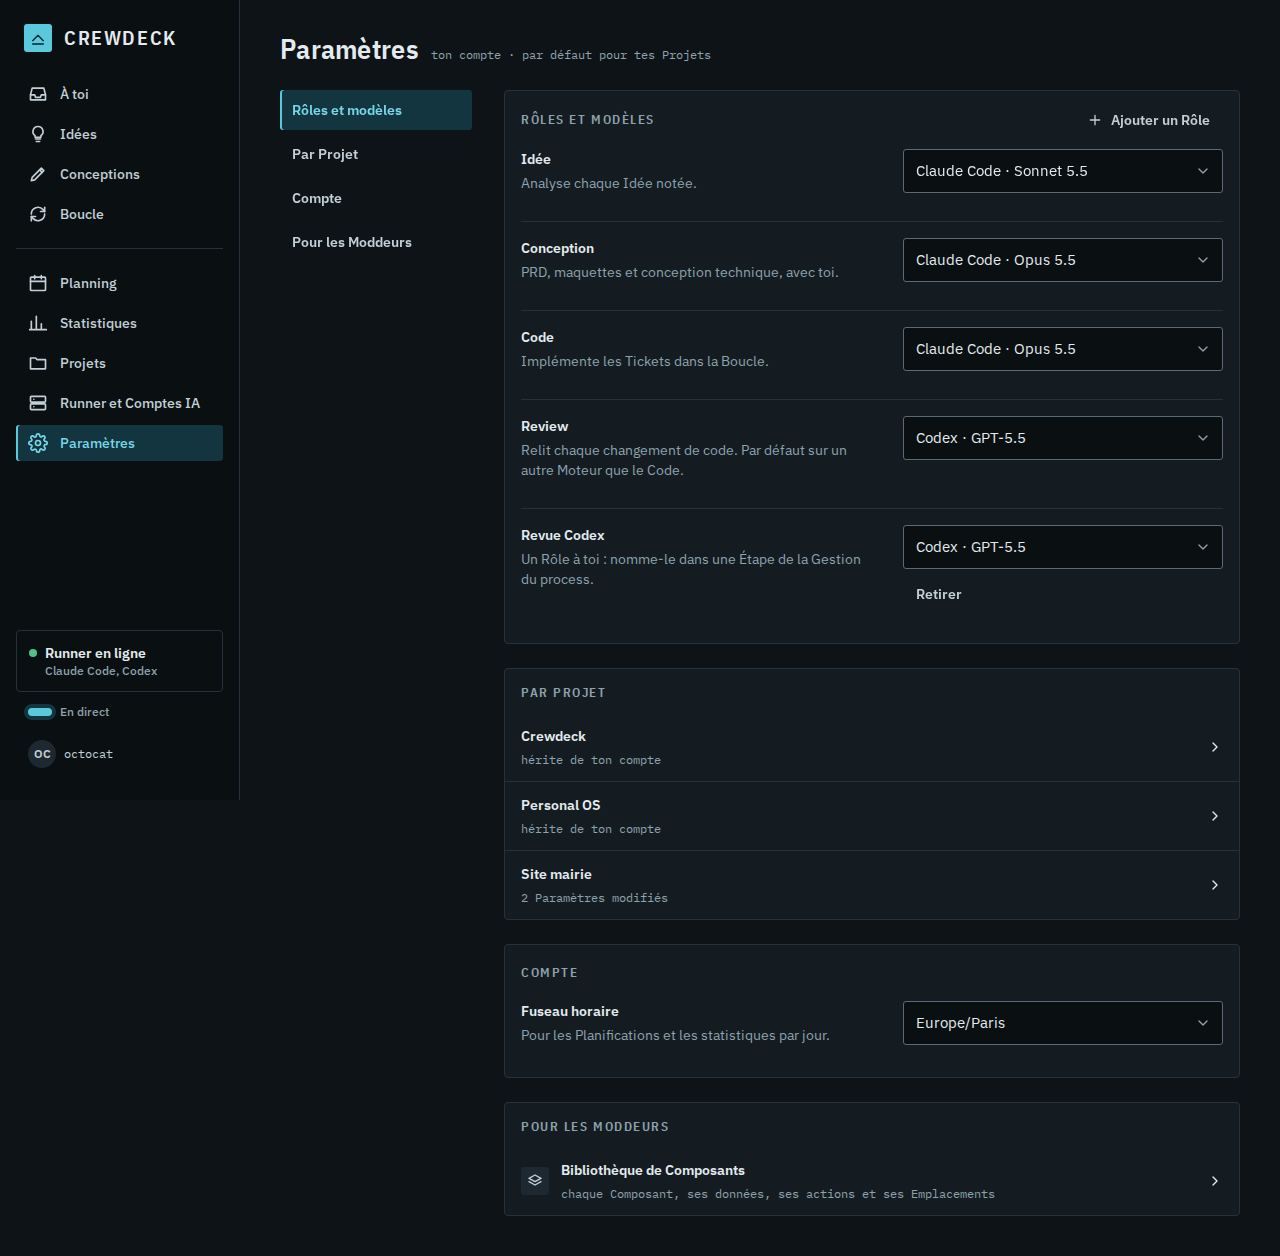 CREWDECK
À toi
Idées
Conceptions
Boucle
Planning
Statistiques
Projets
Runner et Comptes IA
Paramètres
Runner en ligne
Claude Code, Codex
En direct
OC octocat
Paramètres ton compte · par défaut pour tes Projets
Rôles et modèles
Par Projet
Compte
Pour les Moddeurs
RÔLES ET MODÈLES
Ajouter un Rôle
Idée
Analyse chaque Idée notée.
Claude Code · Sonnet 5.5
Conception
PRD, maquettes et conception technique, avec toi.
Claude Code · Opus 5.5
Code
Implémente les Tickets dans la Boucle.
Claude Code · Opus 5.5
Review
Relit chaque changement de code. Par défaut sur un
autre Moteur que le Code.
Codex · GPT-5.5
Revue Codex
Un Rôle à toi : nomme-le dans une Étape de la Gestion
du process.
Codex · GPT-5.5
Retirer
PAR PROJET
Crewdeck
hérite de ton compte
Personal OS
hérite de ton compte
Site mairie
2 Paramètres modifiés
COMPTE
Fuseau horaire
Pour les Planifications et les statistiques par jour.
Europe/Paris
POUR LES MODDEURS
Bibliothèque de Composants
chaque Composant, ses données, ses actions et ses Emplacements